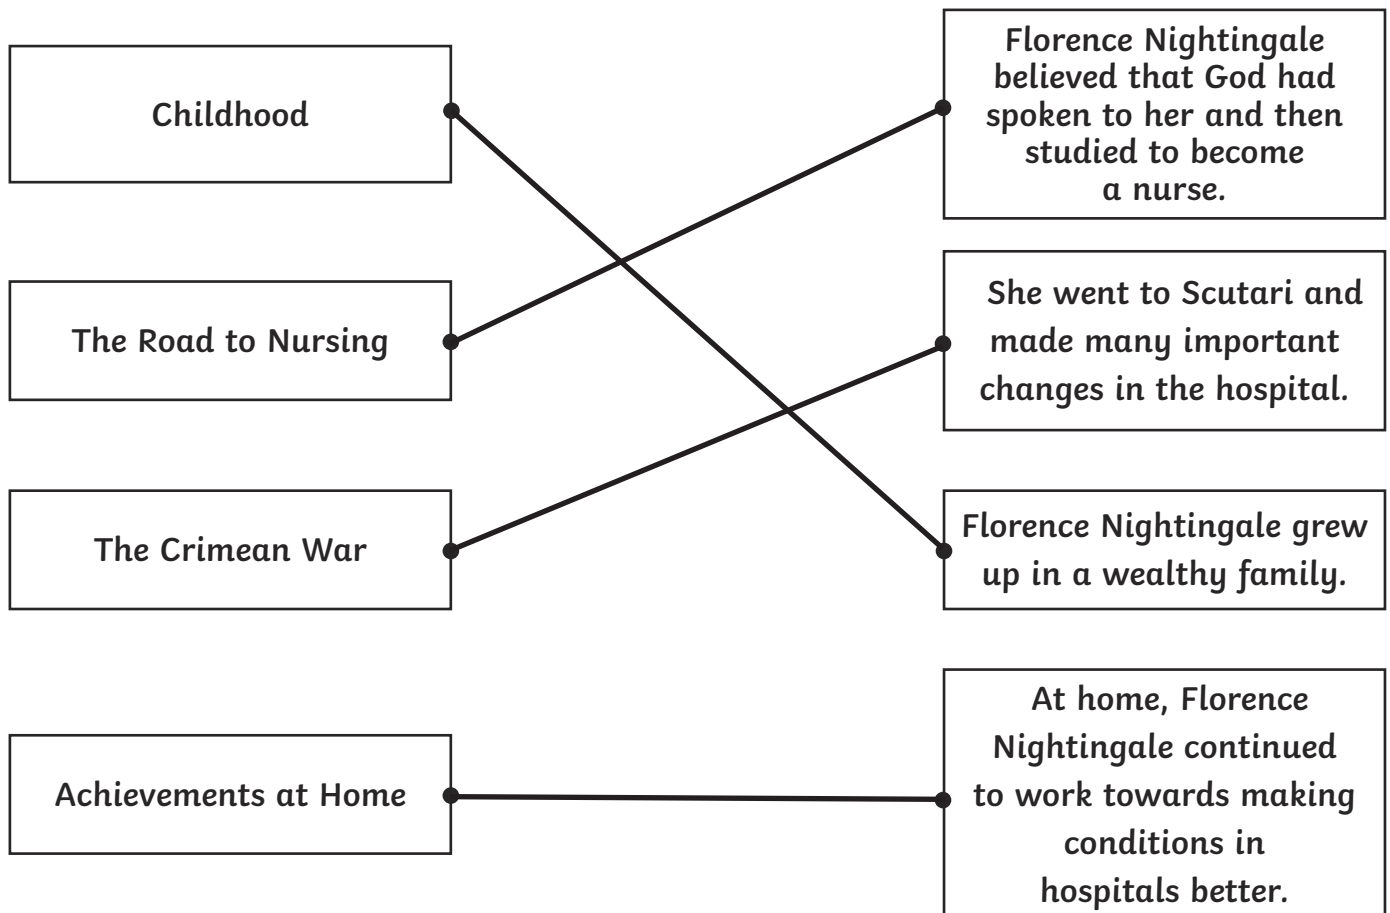 Childhood
The Road to Nursing
The Crimean War
Achievements at Home
Florence Nightingale
believed that God had
spoken to her and then
studied to become
a nurse.
She went to Scutari and
made many important
changes in the hospital.
Florence Nightingale grew
up in a wealthy family.
At home, Florence
Nightingale continued
to work towards making
conditions in
hospitals better.